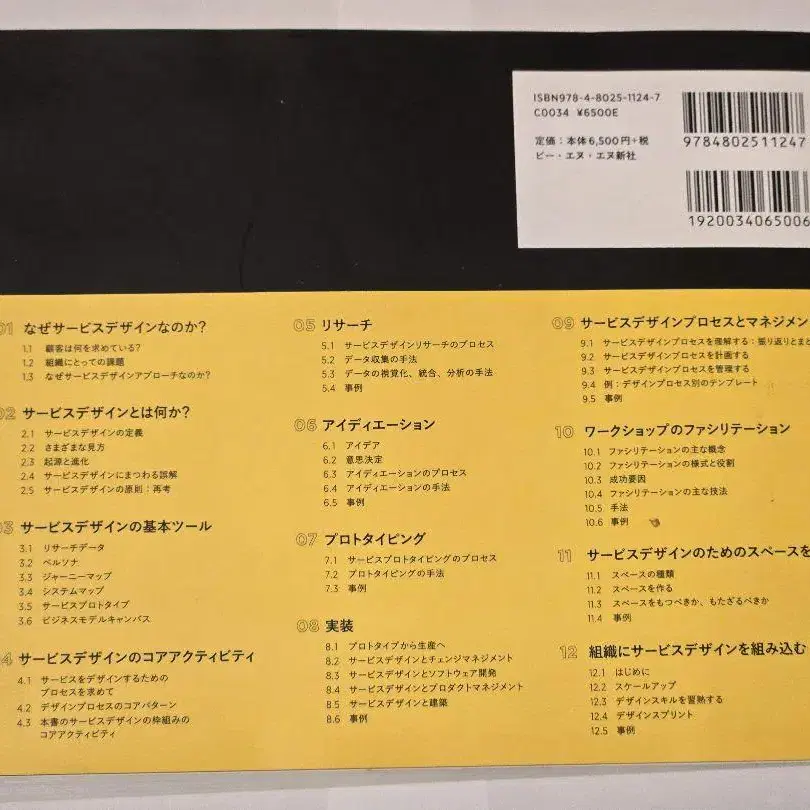 ISBN978-4-8025-1124-7
C0034 ¥6500E
定価：本体6,500円+税
ビー・エヌ・エヌ新社
9784802511247
1920034065006
01 なぜサービスデザインなのか?
1.1 顧客は何を求めている?
1.2 組織にとっての課題
1.3 なぜサービスデザインアプローチなのか?
02 サービスデザインとは何か?
2.1 サービスデザインの定義
2.2 さまざまな見方
2.3 起源と進化
2.4 サービスデザインにまつわる誤解
2.5 サービスデザインの原則：再考
03 サービスデザインの基本ツール
3.1 リサーチデータ
3.2 ペルソナ
3.3 ジャーニーマップ
3.4 システムマップ
3.5 サービスプロトタイプ
3.6 ビジネスモデルキャンバス
04 サービスデザインのコアアクティビティ
4.1 サービスをデザインするための
プロセスを求めて
4.2 デザインプロセスのコアパターン
4.3 本書のサービスデザインの枠組みの
コアアクティビティ
05 リサーチ
5.1 サービスデザインリサーチのプロセス
5.2 データ収集の手法
5.3 データの視覚化、統合、分析の手法
5.4 事例
06 アイディエーション
6.1 アイデア
6.2 意思決定
6.3 アイディエーションのプロセス
6.4 アイディエーションの手法
6.5 事例
07 プロトタイピング
7.1 サービスプロトタイピングのプロセス
7.2 プロトタイピングの手法
7.3 事例
08 実装
8.1 プロトタイプから生産へ
8.2 サービスデザインとチェンジマネジメント
8.3 サービスデザインとソフトウェア開発
8.4 サービスデザインとプロダクトマネジメント
8.5 サービスデザインと建築
8.6 事例
09 サービスデザインプロセスとマネジメン
9.1 サービスデザインプロセスを理解する：振り返りとまと
9.2 サービスデザインプロセスを計画する
9.3 サービスデザインプロセスを管理する
9.4 例：デザインプロセス別のテンプレート
9.5 事例
10 ワークショップのファシリテーション
10.1 ファシリテーションの主な概念
10.2 ファシリテーションの様式と役割
10.3 成功要因
10.4 ファシリテーションの主な技法
10.5 手法
10.6 事例
11 サービスデザインのためのスペースを
11.1 スペースの種類
11.2 スペースを作る
11.3 スペースをもつべきか、もたざるべきか
11.4 事例
12 組織にサービスデザインを組み込む
12.1 はじめに
12.2 スケールアップ
12.3 デザインスキルを習熟する
12.4 デザインスプリント
12.5 事例